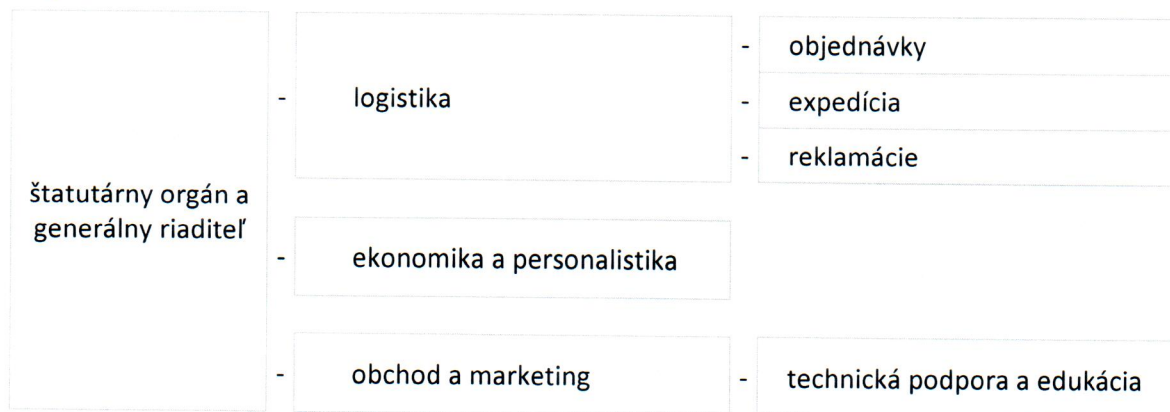 štatutárny orgán a
generálny riaditeľ
- logistika
- objednávky
- expedícia
- reklamácie
- ekonomika a personalistika
- obchod a marketing
- technická podpora a edukácia